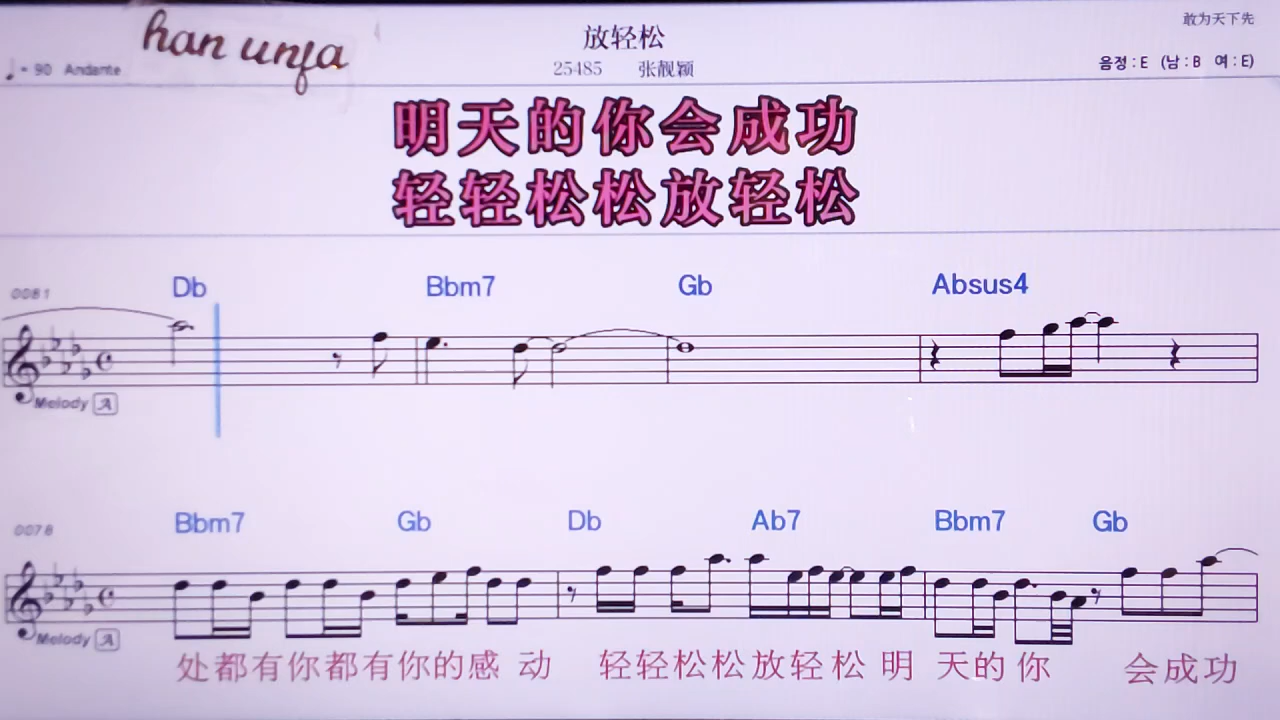 敢为天下先
han unfa
放轻松
♩= 90 Andante
25485 张靓颖
음정 : E (남 : B 여 : E)
明天的你会成功
轻轻松松放轻松
Db Bbm7 Gb Absus4
0081
Melody A
Bbm7 Gb Db Ab7 Bbm7 Gb
0078
Melody A
处都有你都有你的感 动 轻轻松松放轻松 明 天的 你 会成功